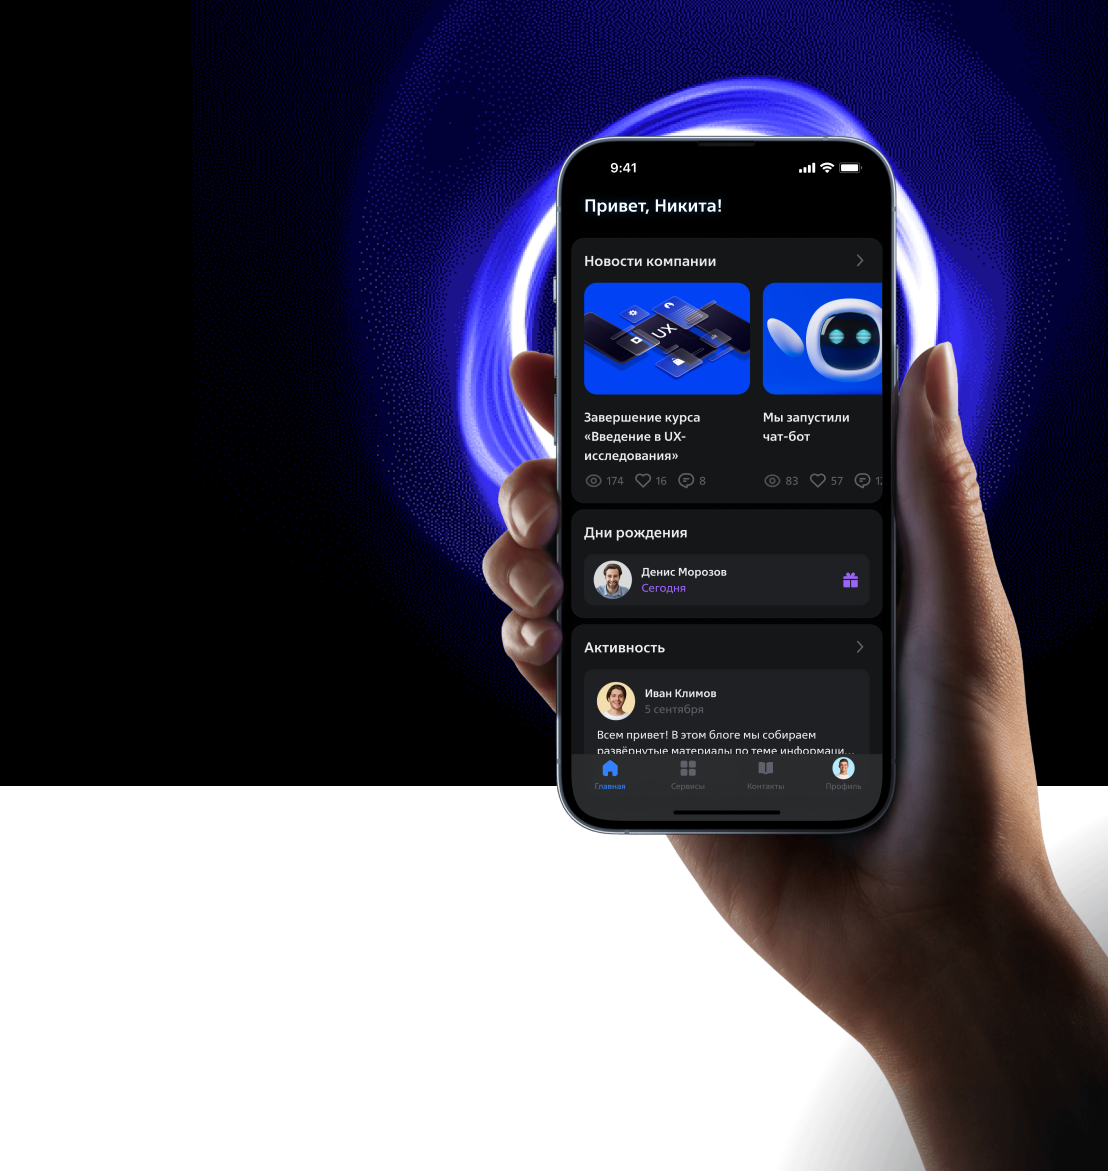 9:41
Привет, Никита!
Новости компании
UX
Завершение курса
«Введение в UX-
исследования»
174 16 8
Мы запустили
чат-бот
83 57
Дни рождения
Денис Морозов
Сегодня
Активность
Иван Климов
5 сентября
Всем привет! В этом блоге мы собираем
развёрнутые материалы по теме информаци...
Главная Сервисы Контакты Профиль